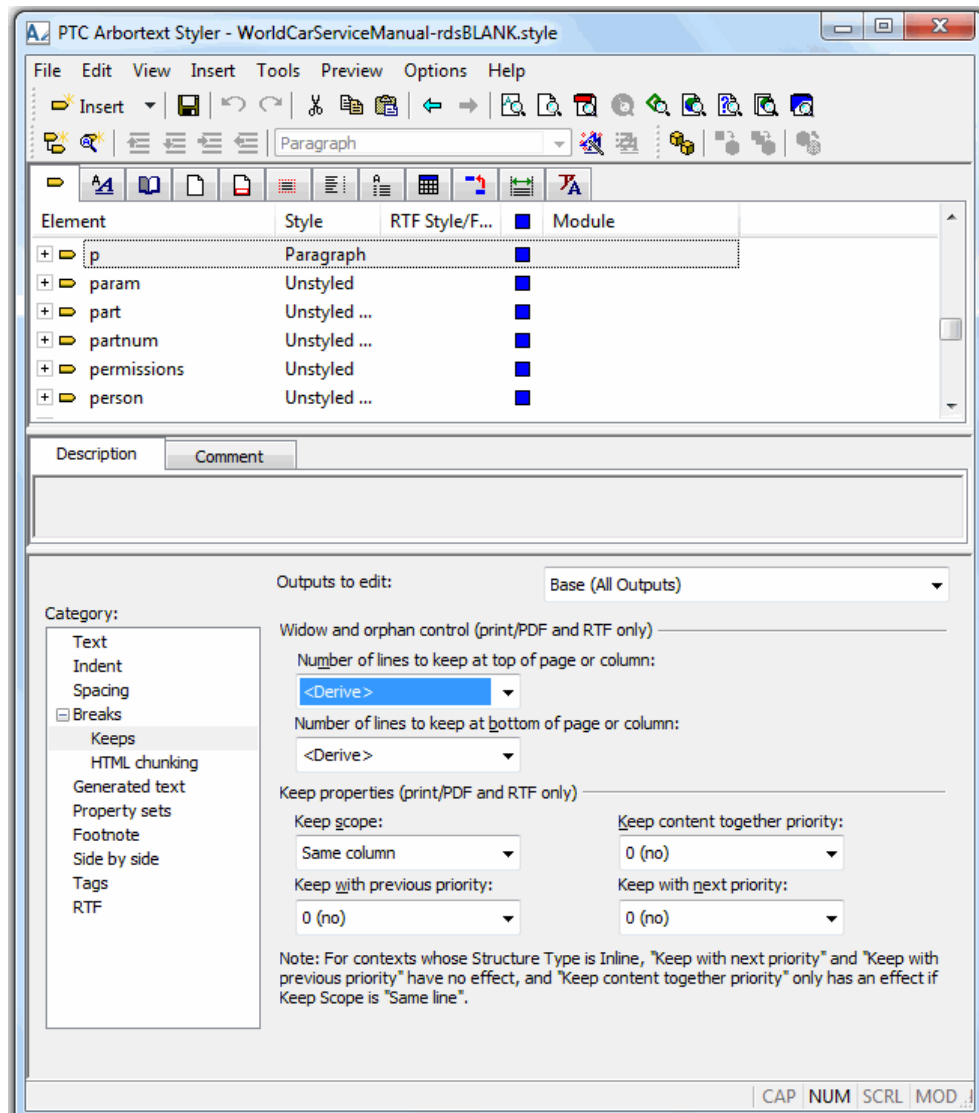 PTC Arbortext Styler - WorldCarServiceManual-rdsBLANK.style
File Edit View Insert Tools Preview Options Help
Insert
Paragraph
Element Style RTF Style/F... Module
p Paragraph
param Unstyled
part Unstyled ...
partnum Unstyled ...
permissions Unstyled
person Unstyled ...
Description Comment
Outputs to edit: Base (All Outputs)
Category:
Text
Indent
Spacing
Breaks
Keeps
HTML chunking
Generated text
Property sets
Footnote
Side by side
Tags
RTF
Widow and orphan control (print/PDF and RTF only)
Number of lines to keep at top of page or column:
<Derive>
Number of lines to keep at bottom of page or column:
<Derive>
Keep properties (print/PDF and RTF only)
Keep scope: Keep content together priority:
Same column 0 (no)
Keep with previous priority: Keep with next priority:
0 (no) 0 (no)
Note: For contexts whose Structure Type is Inline, "Keep with next priority" and "Keep with
previous priority" have no effect, and "Keep content together priority" only has an effect if
Keep Scope is "Same line".
CAP NUM SCRL MOD